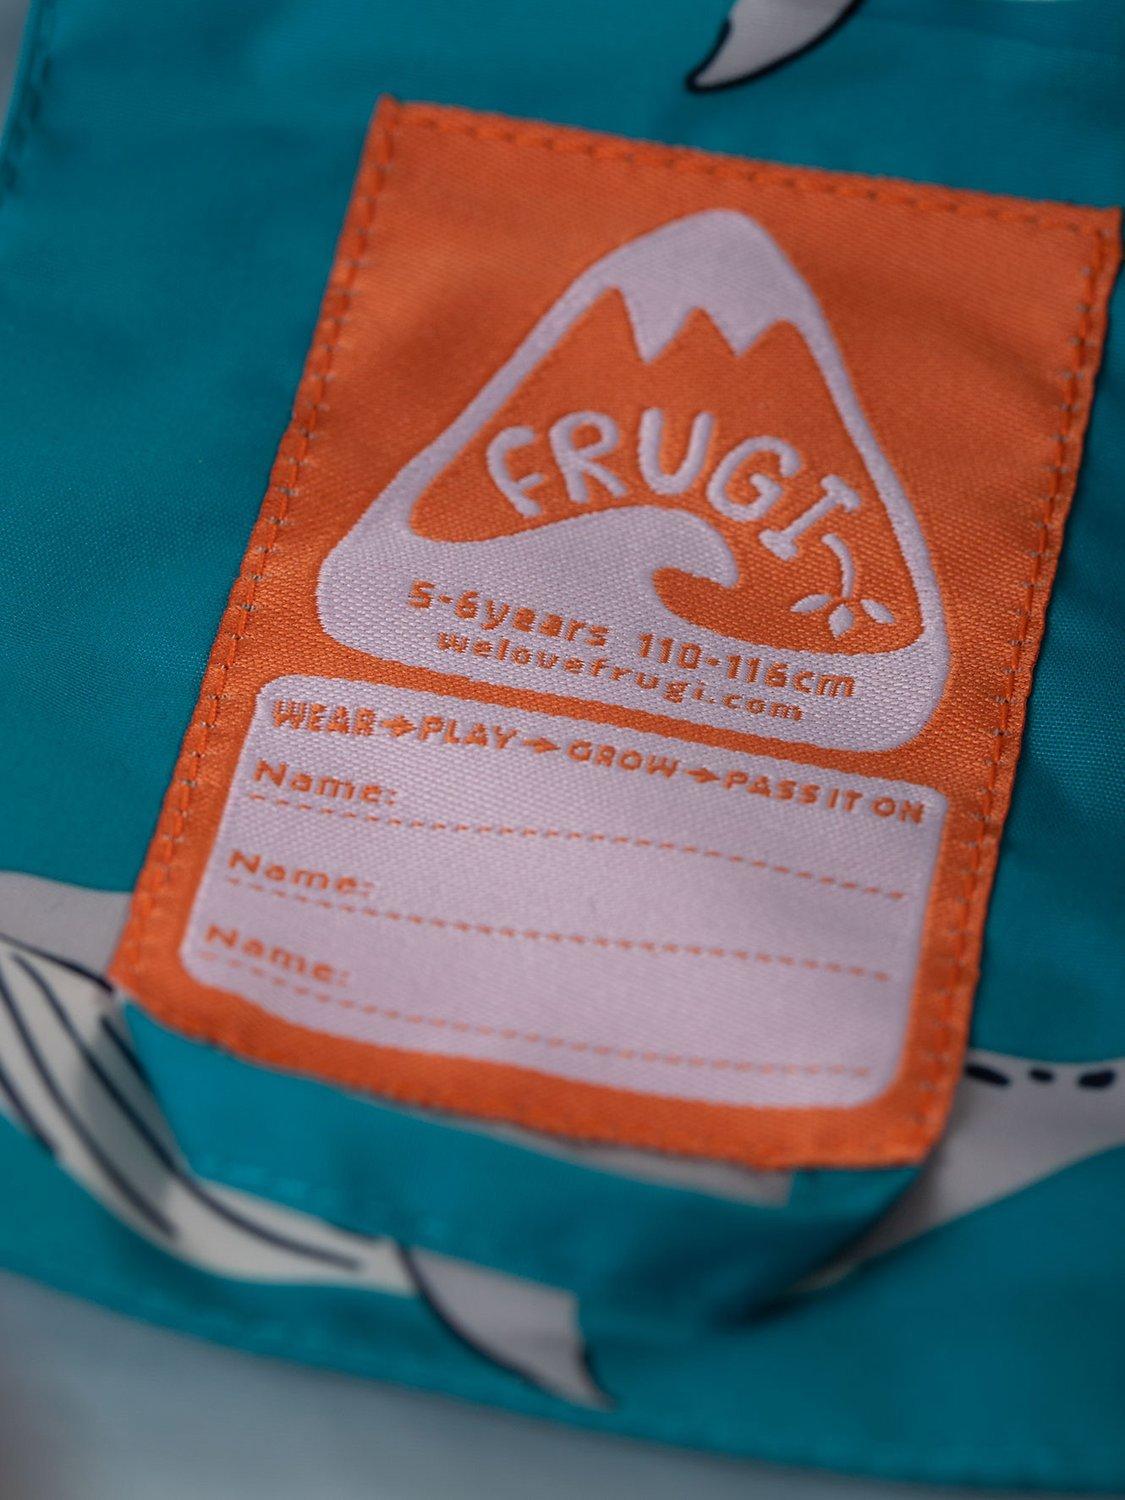 FRUGI
5-6years 110-116cm
welovefrugi.com
WEAR→PLAY→GROW→PASS IT ON
Name:
Name:
Name: